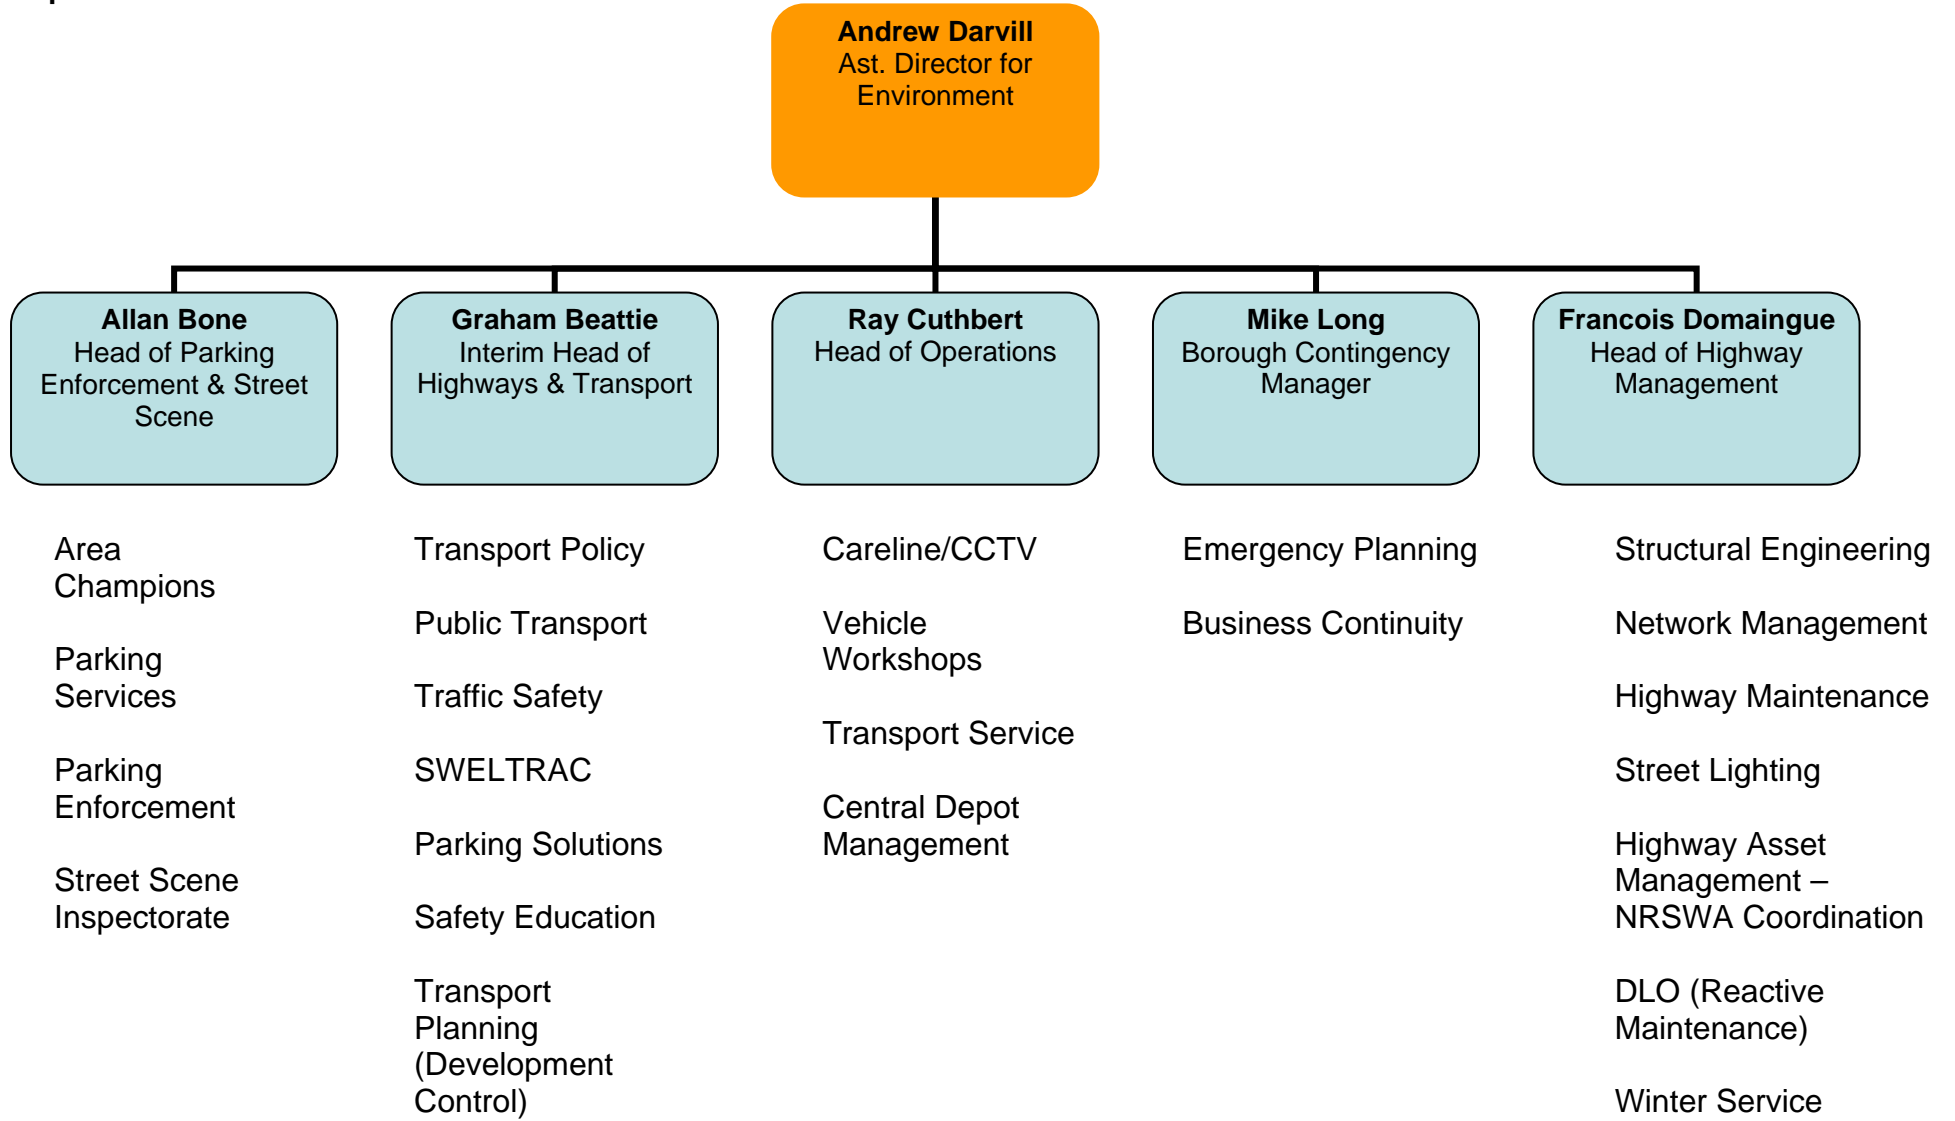 Andrew Darvill
Ast. Director for
Environment
Allan Bone
Head of Parking
Enforcement & Street
Scene
Graham Beattie
Interim Head of
Highways & Transport
Ray Cuthbert
Head of Operations
Mike Long
Borough Contingency
Manager
Francois Domaingue
Head of Highway
Management
Area
Champions
Parking
Services
Parking
Enforcement
Street Scene
Inspectorate
Transport Policy
Public Transport
Traffic Safety
SWELTRAC
Parking Solutions
Safety Education
Transport
Planning
(Development
Control)
Careline/CCTV
Vehicle
Workshops
Transport Service
Central Depot
Management
Emergency Planning
Business Continuity
Structural Engineering
Network Management
Highway Maintenance
Street Lighting
Highway Asset
Management –
NRSWA Coordination
DLO (Reactive
Maintenance)
Winter Service